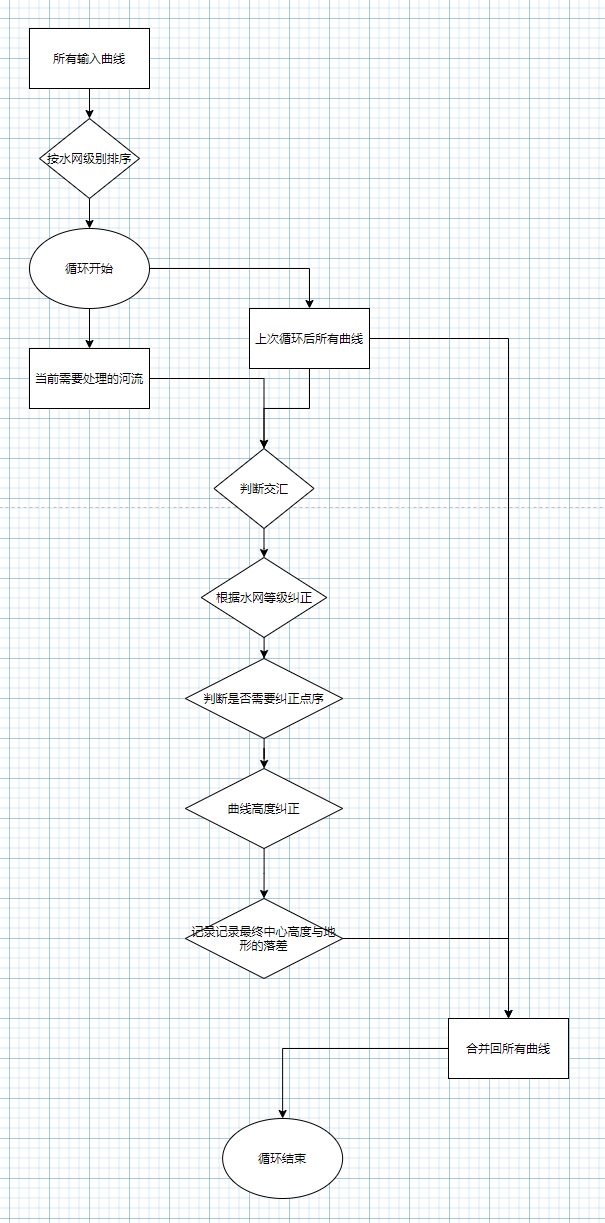 所有输入曲线
按水网级别排序
循环开始
上次循环后所有曲线
当前需要处理的河流
判断交汇
根据水网等级纠正
判断是否需要纠正点序
曲线高度纠正
记录记录最终中心高度与地
形的落差
合并回所有曲线
循环结束